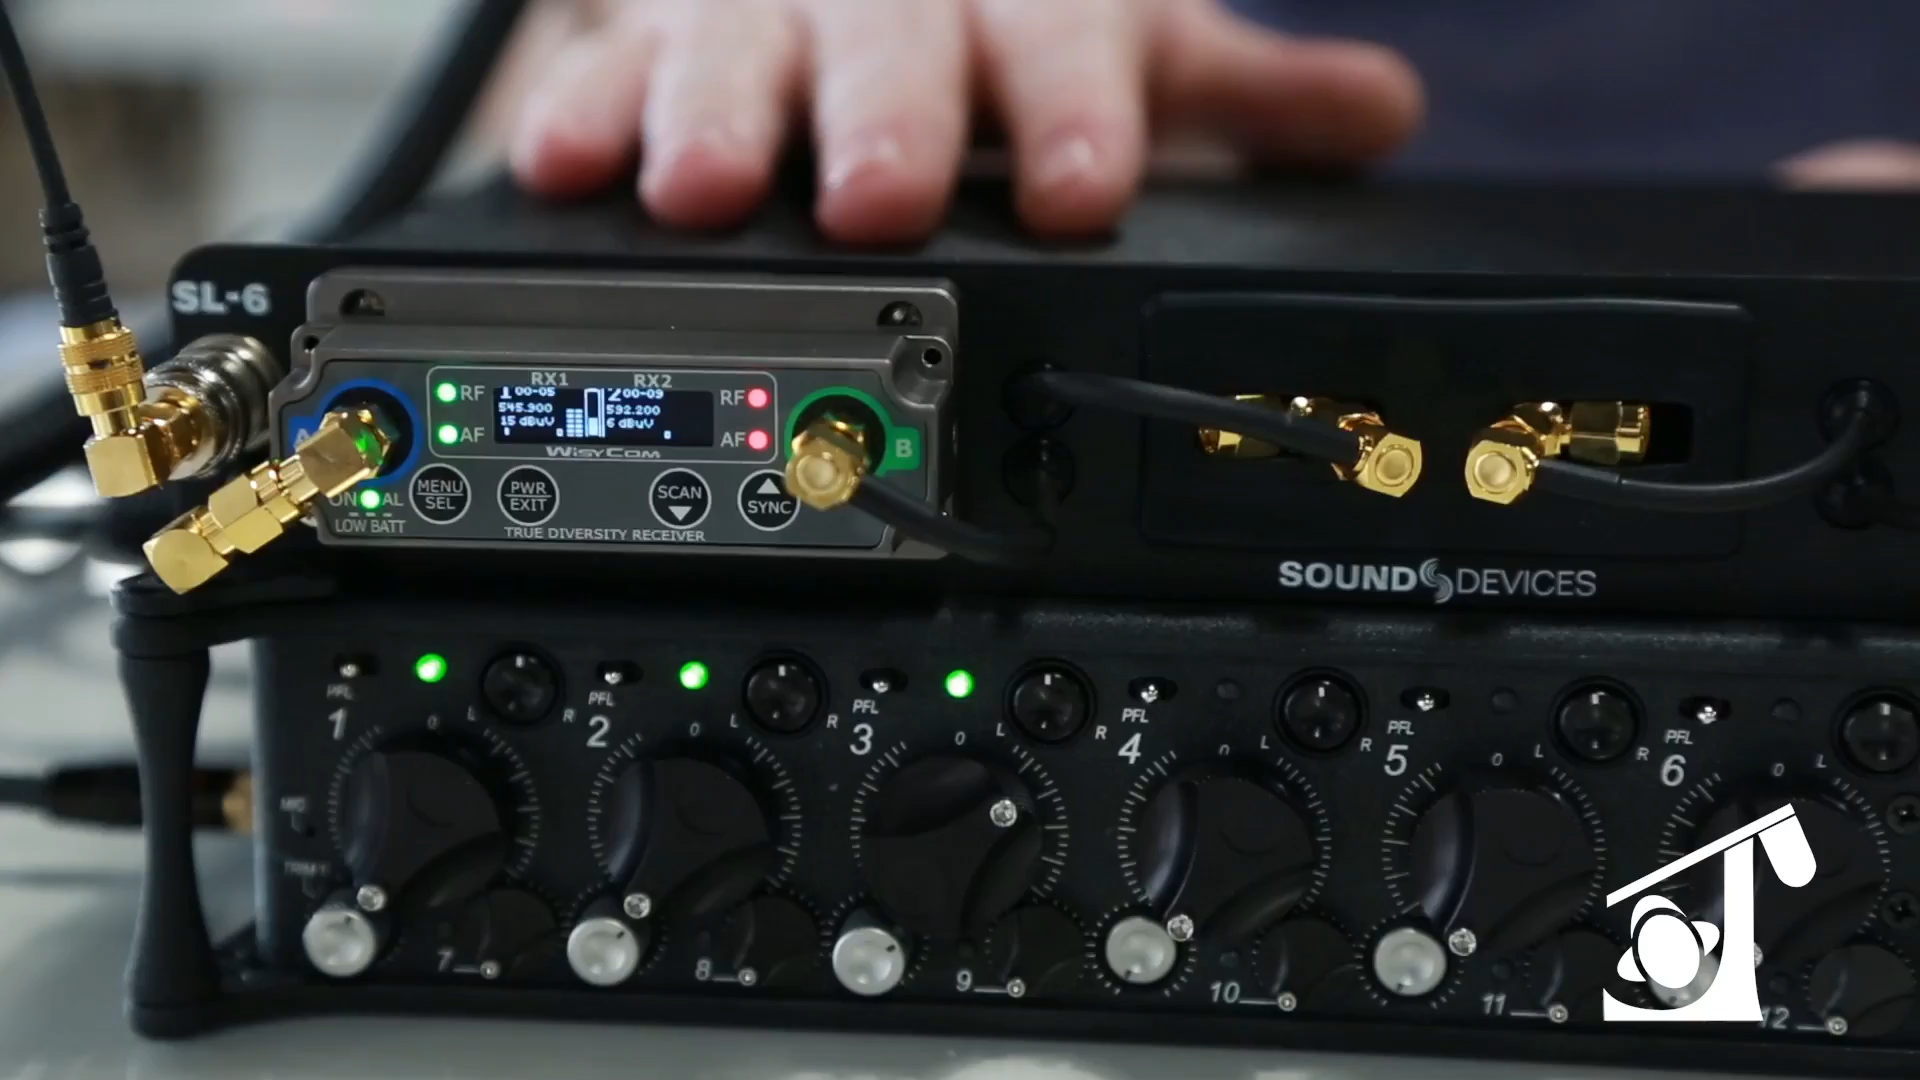 SL-6
RX1 RX2
RF 1 00-05 2 00-09 RF
545.900 592.200
15 dBuV 6 dBuV
AF AF
WISYCOM
A B
MENU SEL
PWR EXIT
SCAN
SYNC
LOW BATT
TRUE DIVERSITY RECEIVER
SOUND DEVICES
PFL PFL PFL PFL PFL PFL
1 2 3 4 5 6
0 L R 0 L R 0 L R L R 0 L R 0 L
7 8 9 10 11 12